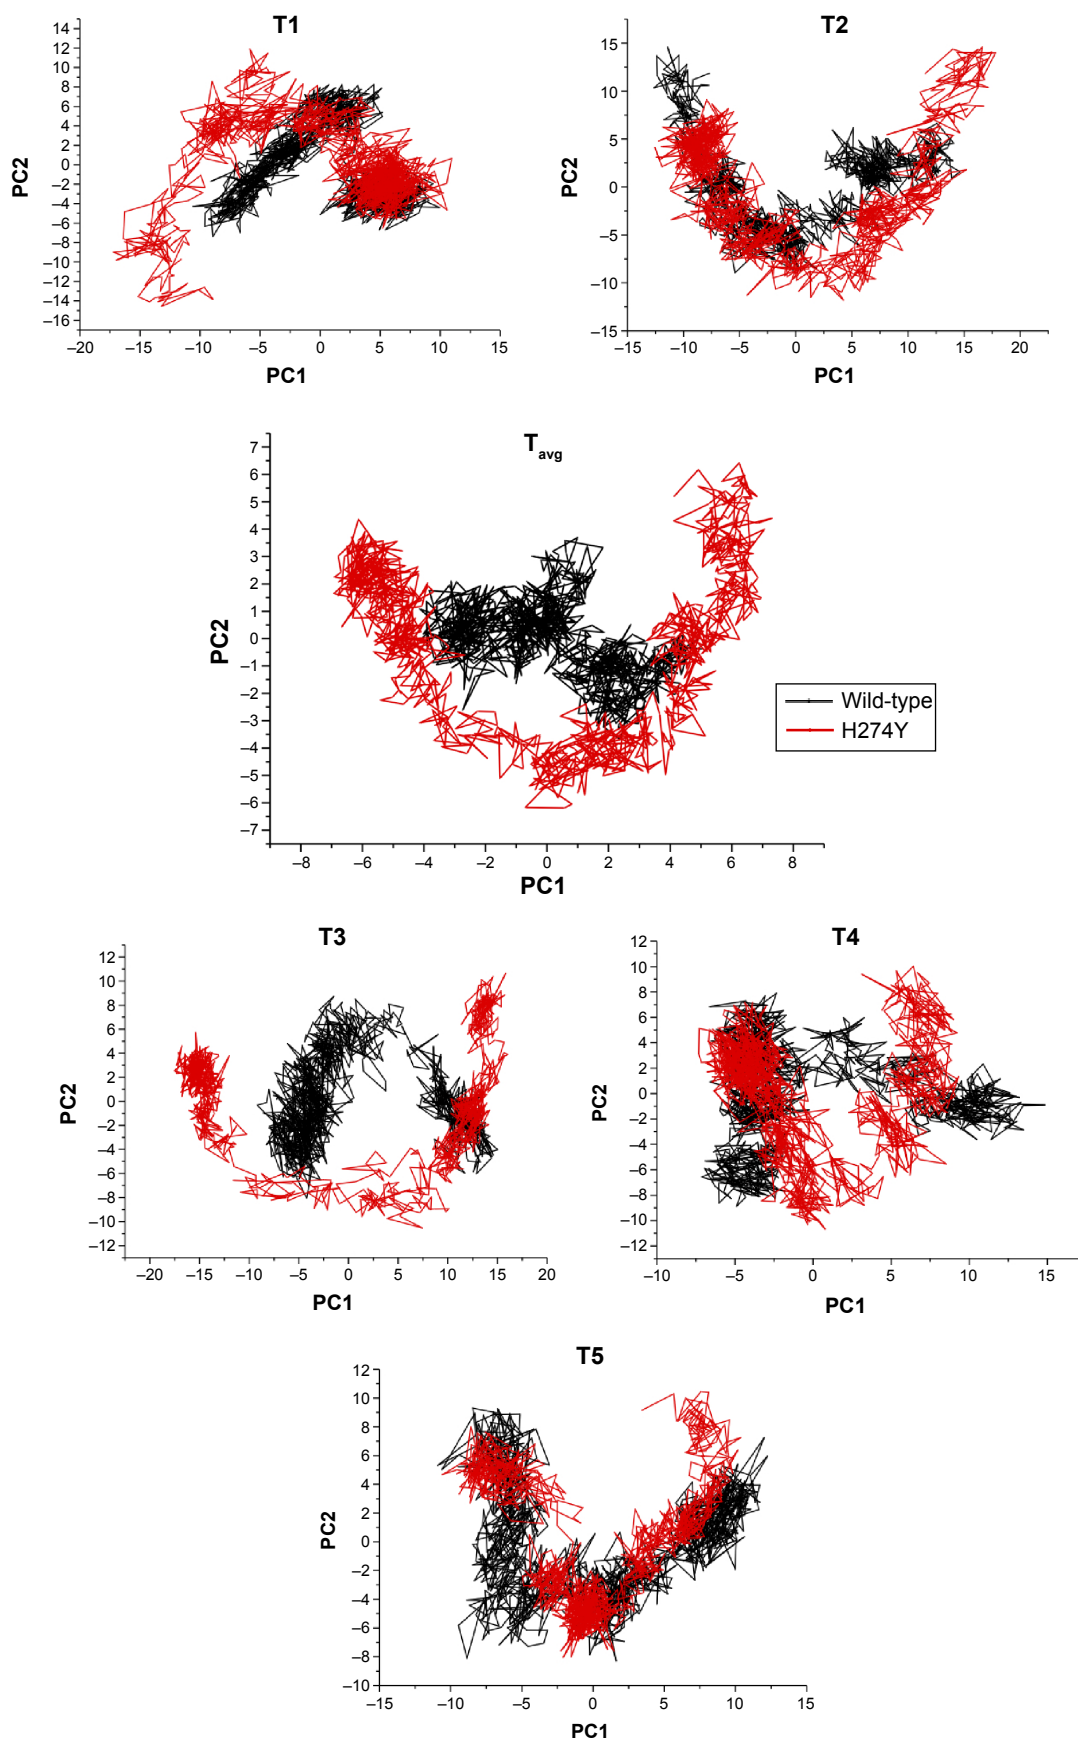 T1
14
12
10
8
6
4
2
0
–2
–4
–6
–8
–10
–12
–14
–16
PC2
–20 –15 –10 –5 0 5 10 15
PC1
T2
15
10
5
0
–5
–10
–15
PC2
–15 –10 –5 0 5 10 15 20
PC1
Tavg
7
6
5
4
3
2
1
0
–1
–2
–3
–4
–5
–6
–7
PC2
–8 –6 –4 –2 0 2 4 6 8
PC1
Wild-type
H274Y
T3
12
10
8
6
4
2
0
–2
–4
–6
–8
–10
–12
PC2
–20 –15 –10 –5 0 5 10 15 20
PC1
T4
12
10
8
6
4
2
0
–2
–4
–6
–8
–10
–12
PC2
–10 –5 0 5 10 15
PC1
T5
12
10
8
6
4
2
0
–2
–4
–6
–8
–10
PC2
–15 –10 –5 0 5 10 15
PC1